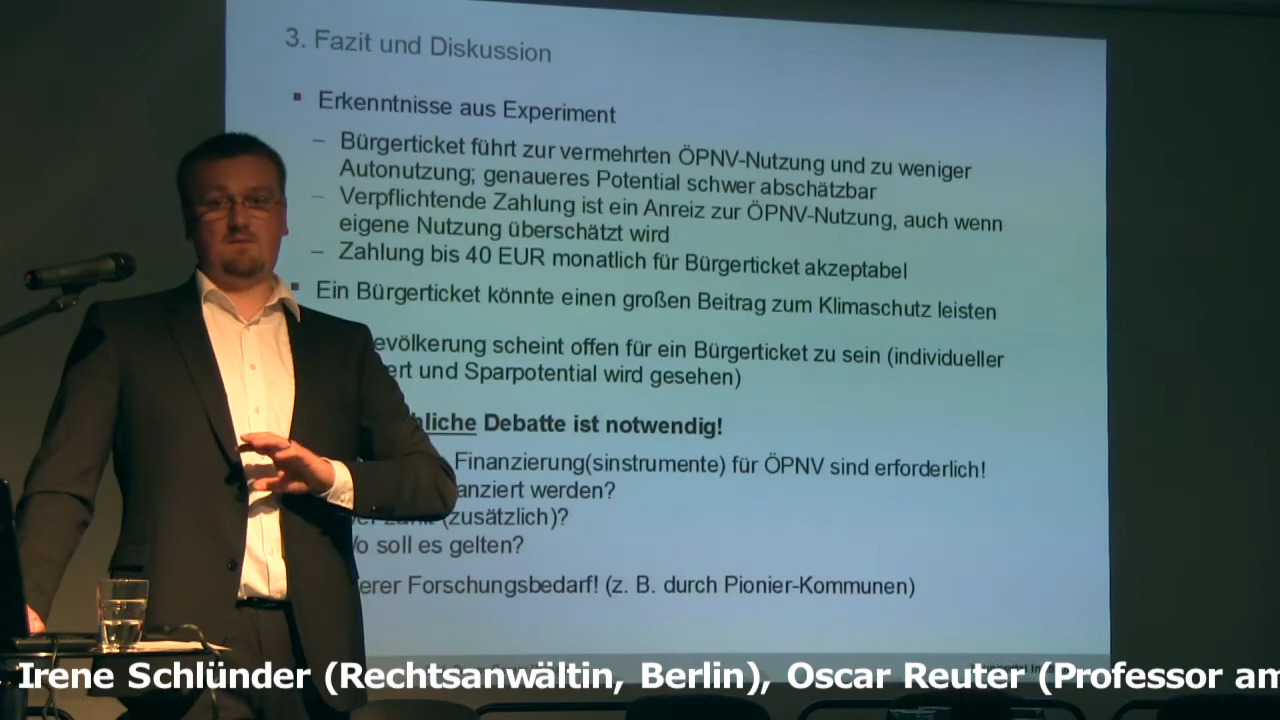 3. Fazit und Diskussion
Erkenntnisse aus Experiment
– Bürgerticket führt zur vermehrten ÖPNV-Nutzung und zu weniger
Autonutzung; genaueres Potential schwer abschätzbar
– Verpflichtende Zahlung ist ein Anreiz zur ÖPNV-Nutzung, auch wenn
eigene Nutzung überschätzt wird
– Zahlung bis 40 EUR monatlich für Bürgerticket akzeptabel
Ein Bürgerticket könnte einen großen Beitrag zum Klimaschutz leisten
evölkerung scheint offen für ein Bürgerticket zu sein (individueller
ert und Sparpotential wird gesehen)
hliche Debatte ist notwendig!
Finanzierung(sinstrumente) für ÖPNV sind erforderlich!
anziert werden?
(zusätzlich)?
o soll es gelten?
erer Forschungsbedarf! (z. B. durch Pionier-Kommunen)
Irene Schlünder (Rechtsanwältin, Berlin), Oscar Reuter (Professor am